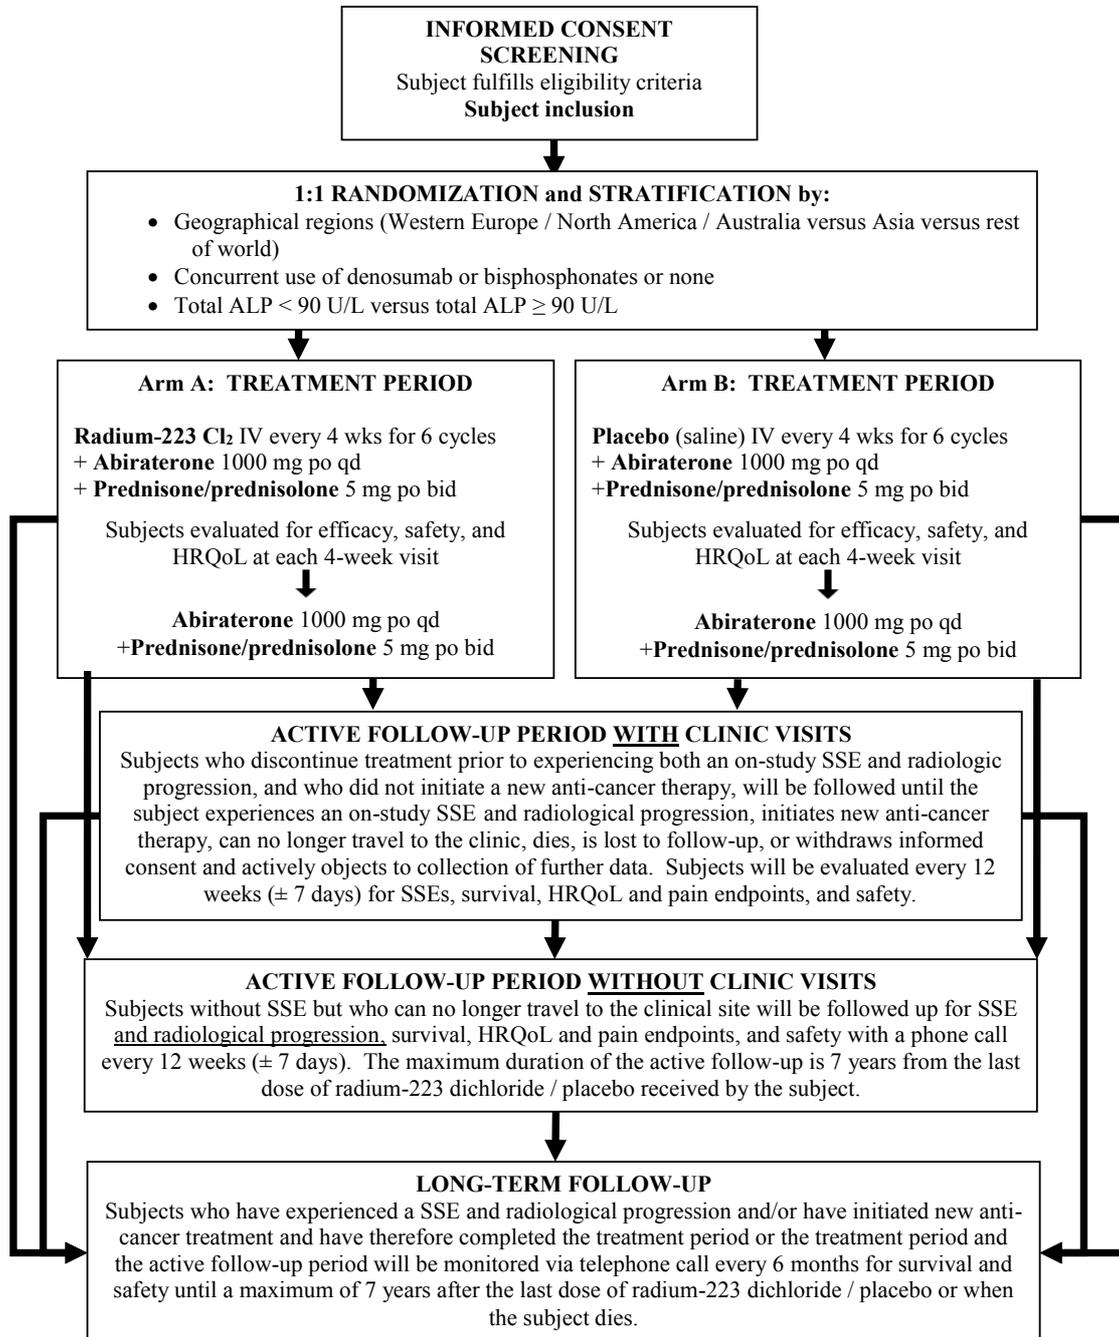 INFORMED CONSENT
SCREENING
Subject fulfills eligibility criteria
Subject inclusion
1:1 RANDOMIZATION and STRATIFICATION by:
• Geographical regions (Western Europe / North America / Australia versus Asia versus rest
of world)
• Concurrent use of denosumab or bisphosphonates or none
• Total ALP < 90 U/L versus total ALP ≥ 90 U/L
Arm A: TREATMENT PERIOD
Radium-223 Cl₂ IV every 4 wks for 6 cycles
+ Abiraterone 1000 mg po qd
+ Prednisone/prednisolone 5 mg po bid
Subjects evaluated for efficacy, safety, and
HRQoL at each 4-week visit
Abiraterone 1000 mg po qd
+Prednisone/prednisolone 5 mg po bid
Arm B: TREATMENT PERIOD
Placebo (saline) IV every 4 wks for 6 cycles
+ Abiraterone 1000 mg po qd
+Prednisone/prednisolone 5 mg po bid
Subjects evaluated for efficacy, safety, and
HRQoL at each 4-week visit
Abiraterone 1000 mg po qd
+Prednisone/prednisolone 5 mg po bid
ACTIVE FOLLOW-UP PERIOD WITH CLINIC VISITS
Subjects who discontinue treatment prior to experiencing both an on-study SSE and radiologic
progression, and who did not initiate a new anti-cancer therapy, will be followed until the
subject experiences an on-study SSE and radiological progression, initiates new anti-cancer
therapy, can no longer travel to the clinic, dies, is lost to follow-up, or withdraws informed
consent and actively objects to collection of further data. Subjects will be evaluated every 12
weeks (± 7 days) for SSEs, survival, HRQoL and pain endpoints, and safety.
ACTIVE FOLLOW-UP PERIOD WITHOUT CLINIC VISITS
Subjects without SSE but who can no longer travel to the clinical site will be followed up for SSE
and radiological progression, survival, HRQoL and pain endpoints, and safety with a phone call
every 12 weeks (± 7 days). The maximum duration of the active follow-up is 7 years from the last
dose of radium-223 dichloride / placebo received by the subject.
LONG-TERM FOLLOW-UP
Subjects who have experienced a SSE and radiological progression and/or have initiated new anti-
cancer treatment and have therefore completed the treatment period or the treatment period and
the active follow-up period will be monitored via telephone call every 6 months for survival and
safety until a maximum of 7 years after the last dose of radium-223 dichloride / placebo or when
the subject dies.